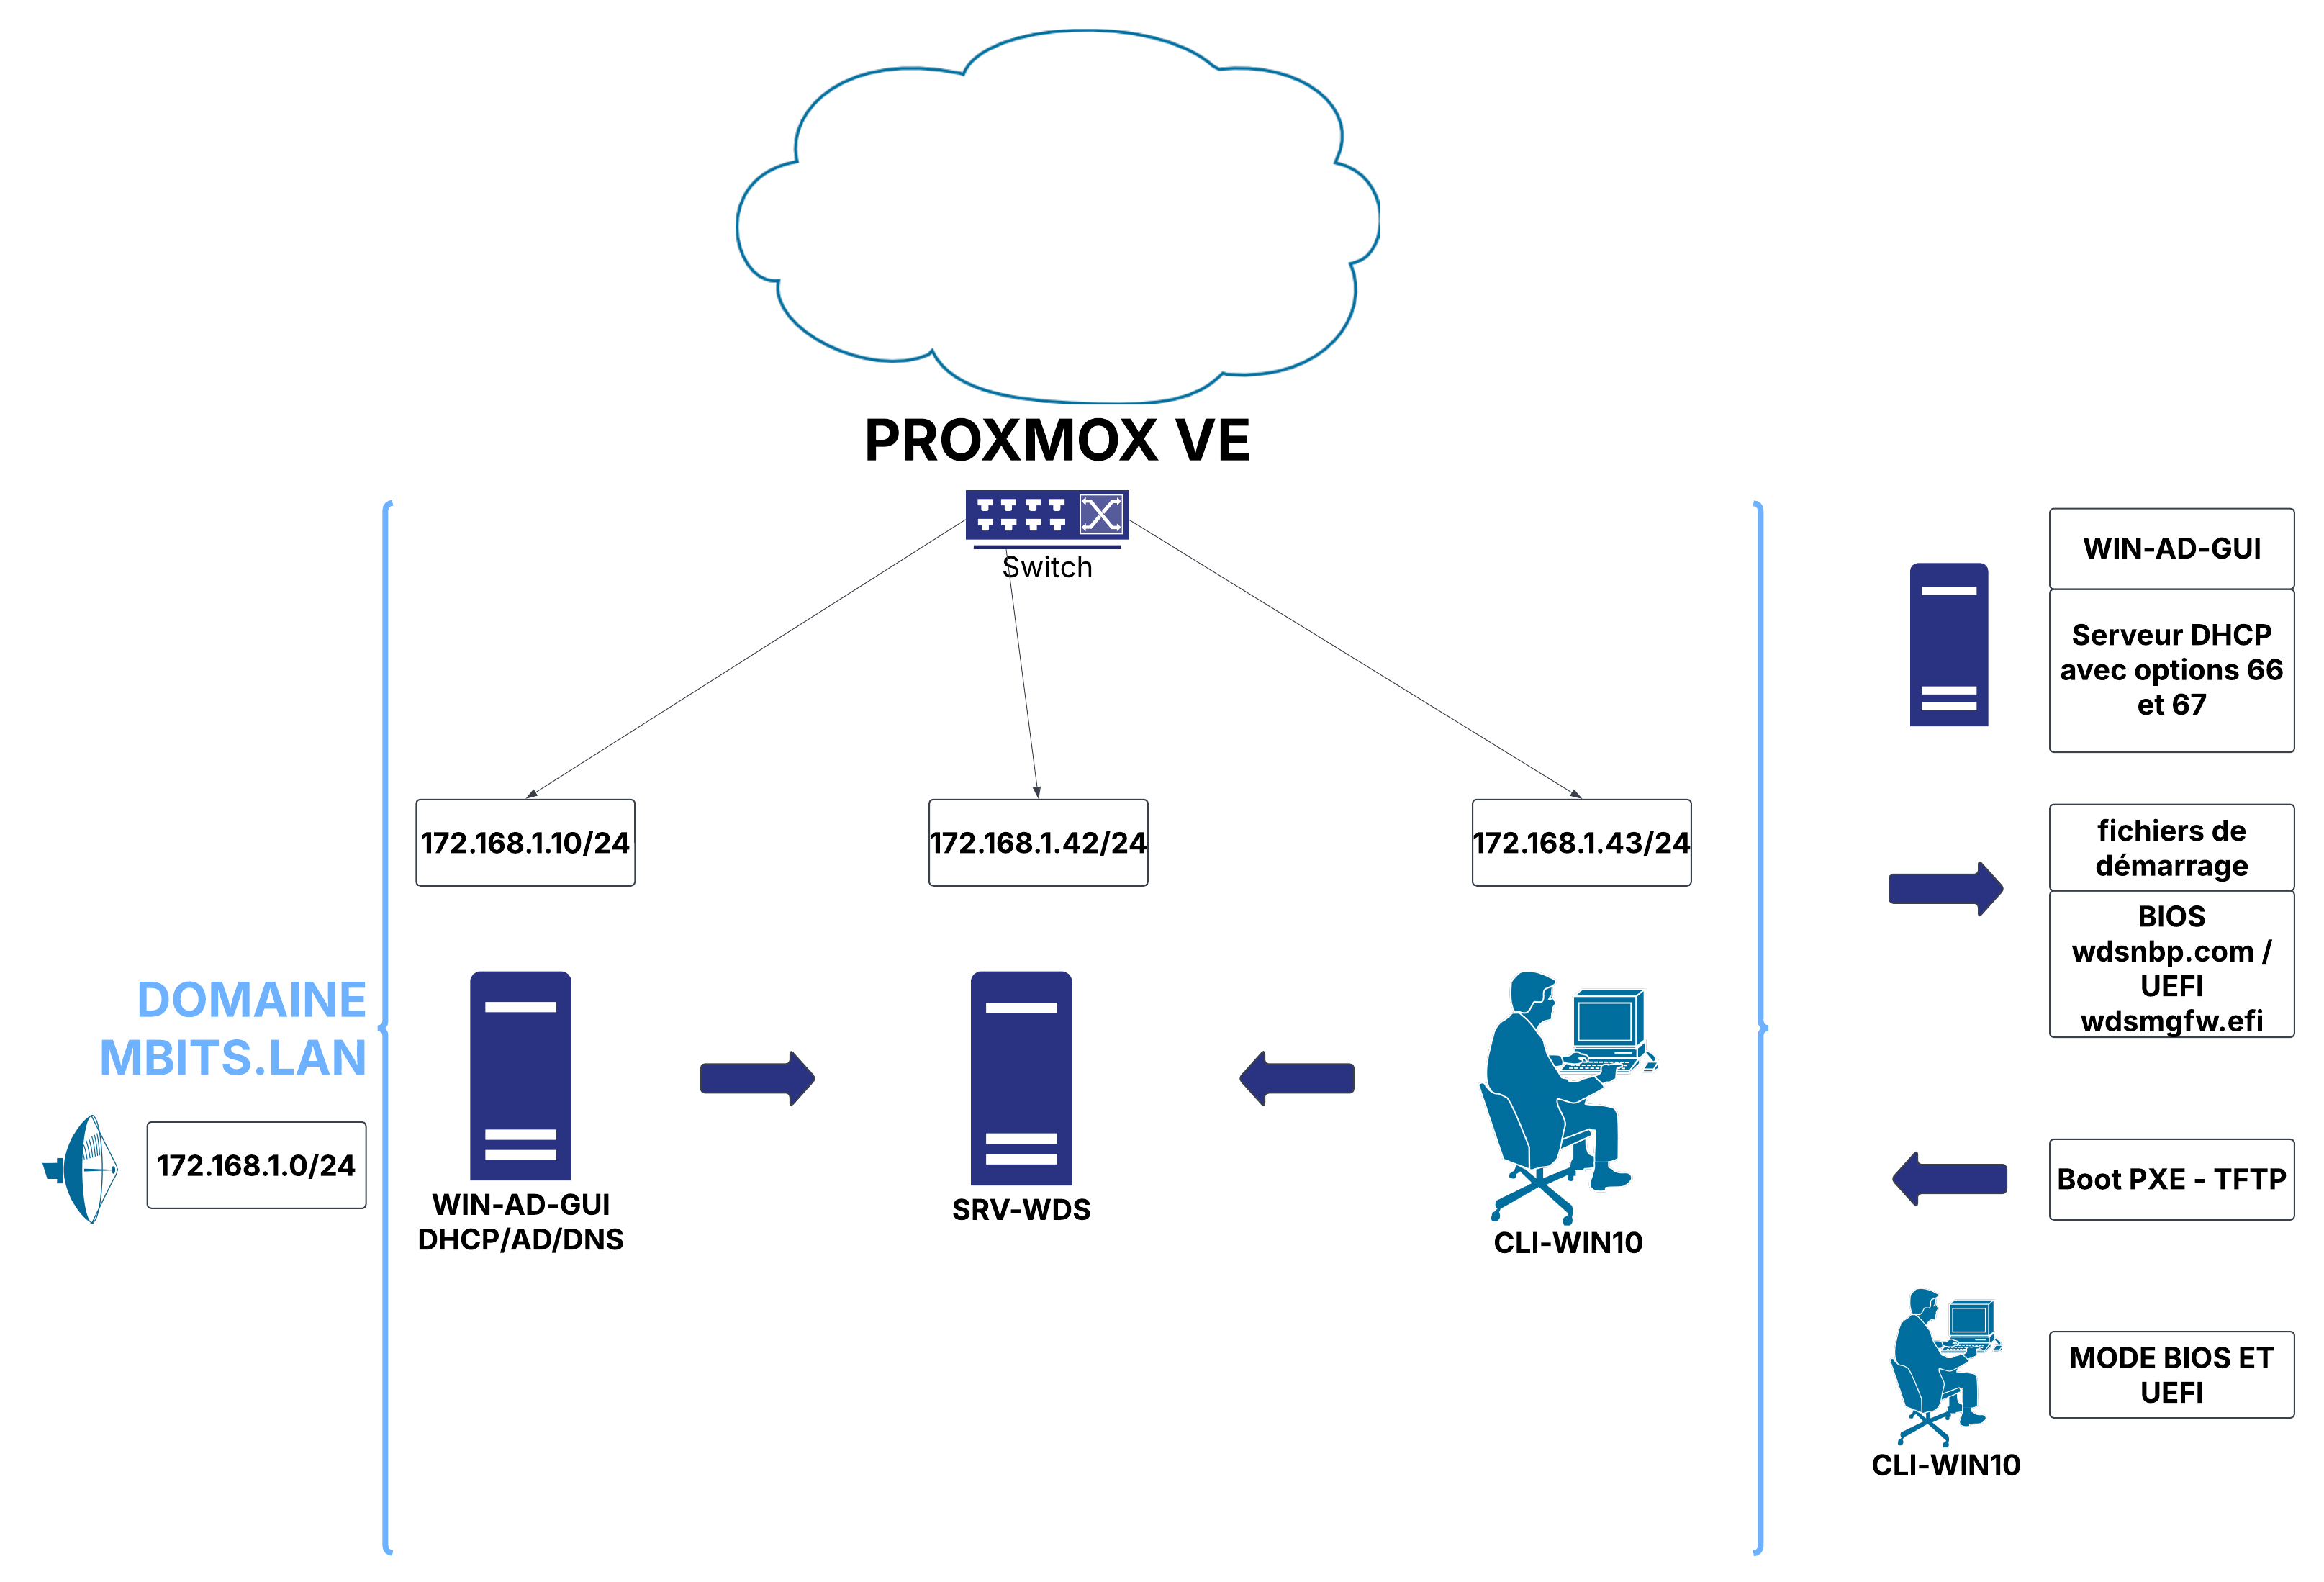 PROXMOX VE
Switch
172.168.1.10/24
172.168.1.42/24
172.168.1.43/24
DOMAINE
MBITS.LAN
172.168.1.0/24
WIN-AD-GUI
DHCP/AD/DNS
SRV-WDS
CLI-WIN10
WIN-AD-GUI
Serveur DHCP
avec options 66
et 67
fichiers de
démarrage
BIOS
wdsnbp.com /
UEFI
wdsmgfw.efi
Boot PXE - TFTP
MODE BIOS ET
UEFI
CLI-WIN10